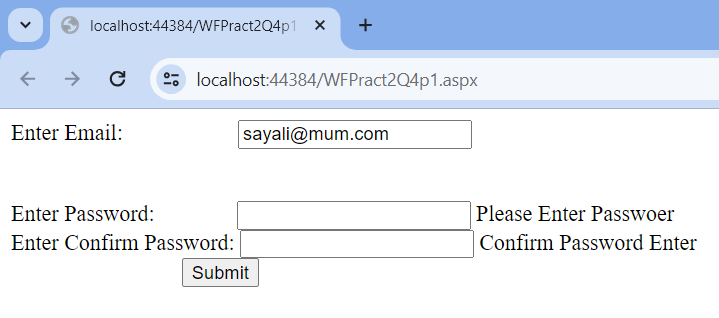 localhost:44384/WFPract2Q4p1
localhost:44384/WFPract2Q4p1.aspx
Enter Email: sayali@mum.com
Enter Password: Please Enter Passwoer
Enter Confirm Password: Confirm Password Enter
Submit